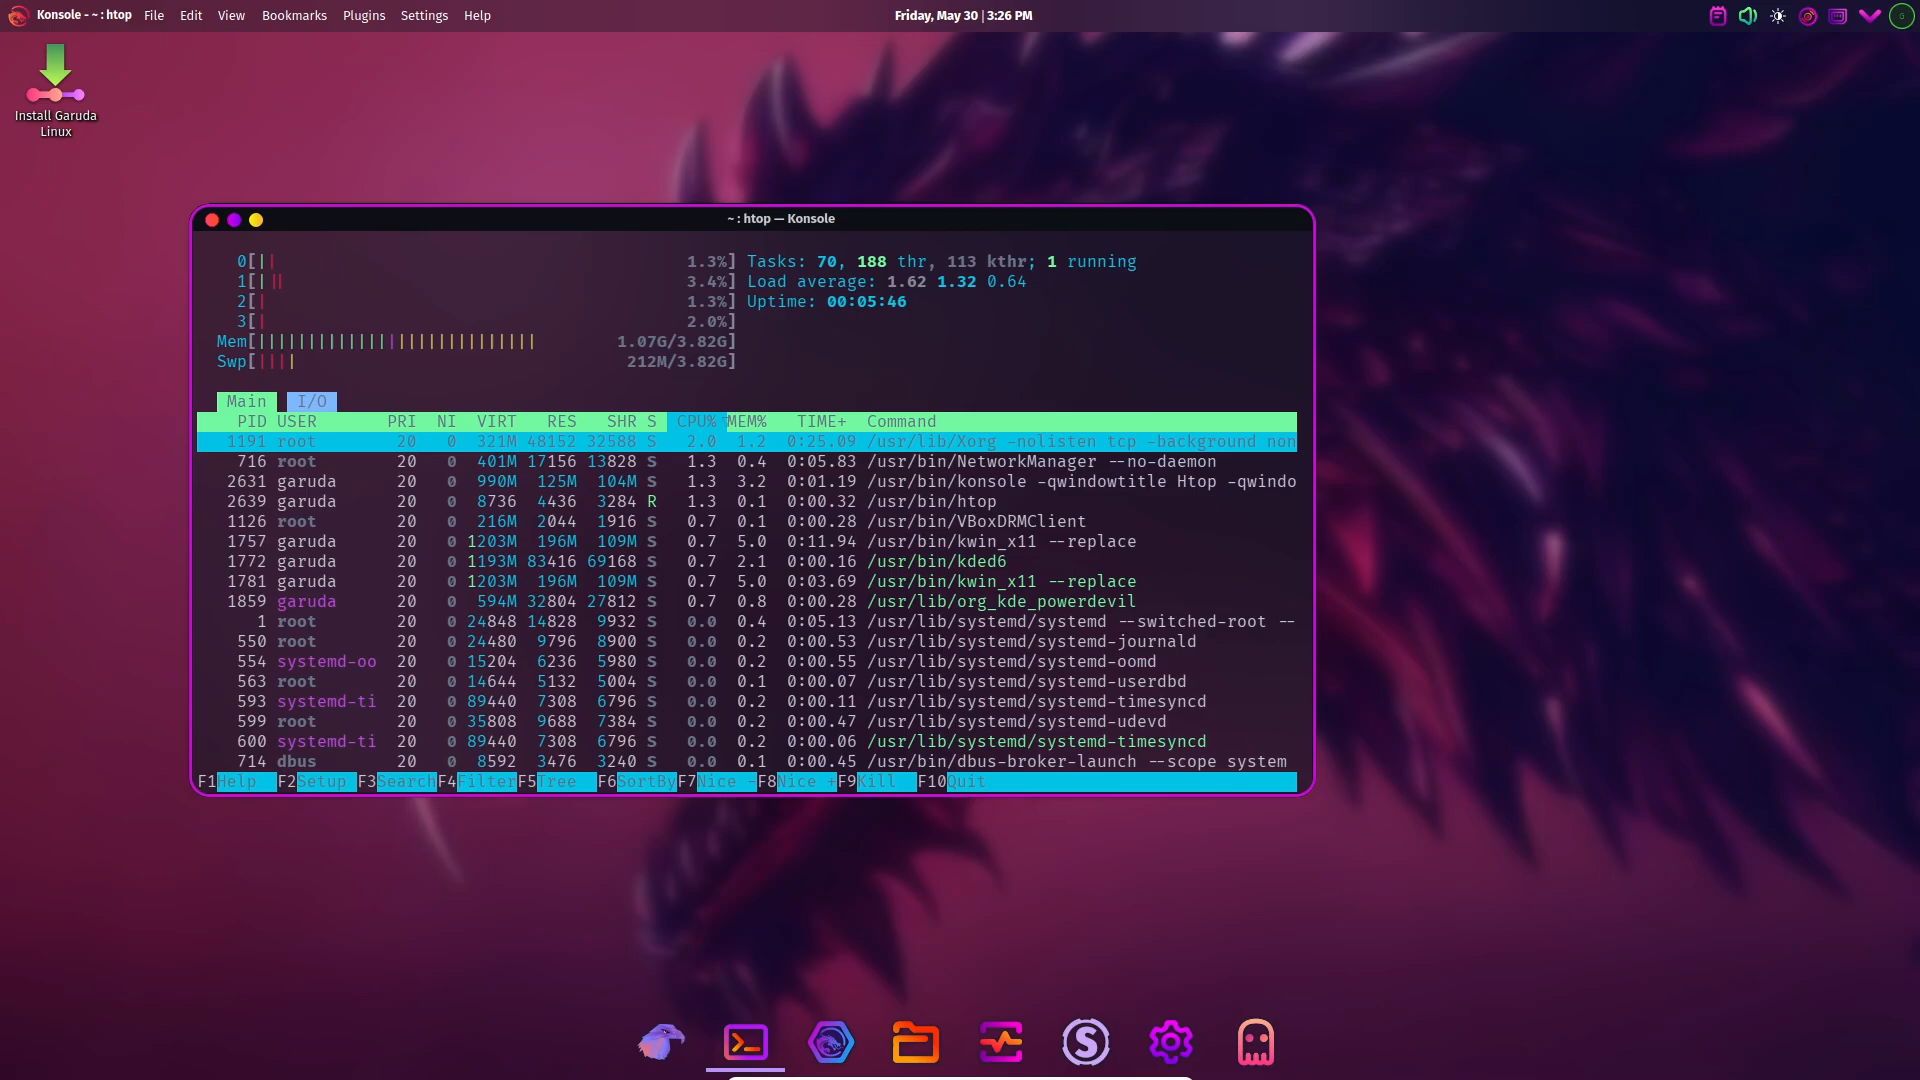 Konsole - ~ : htop File Edit View Bookmarks Plugins Settings Help
Friday, May 30 | 3:26 PM
G
Install Garuda
Linux
~ : htop — Konsole
0[|| 1.3%] Tasks: 70, 188 thr, 113 kthr; 1 running
1[||| 3.4%] Load average: 1.62 1.32 0.64
2[| 1.3%] Uptime: 00:05:46
3[| 2.0%]
Mem[|||||||||||||||||||||||||||| 1.07G/3.82G]
Swp[|||| 212M/3.82G]
Main I/O
PID USER PRI NI VIRT RES SHR S CPU%▽MEM% TIME+ Command
1191 root 20 0 321M 48152 32588 S 2.0 1.2 0:25.09 /usr/lib/Xorg -nolisten tcp -background non
716 root 20 0 401M 17156 13828 S 1.3 0.4 0:05.83 /usr/bin/NetworkManager --no-daemon
2631 garuda 20 0 990M 125M 104M S 1.3 3.2 0:01.19 /usr/bin/konsole -qwindowtitle Htop -qwindo
2639 garuda 20 0 8736 4436 3284 R 1.3 0.1 0:00.32 /usr/bin/htop
1126 root 20 0 216M 2044 1916 S 0.7 0.1 0:00.28 /usr/bin/VBoxDRMClient
1757 garuda 20 0 1203M 196M 109M S 0.7 5.0 0:11.94 /usr/bin/kwin_x11 --replace
1772 garuda 20 0 1193M 83416 69168 S 0.7 2.1 0:00.16 /usr/bin/kded6
1781 garuda 20 0 1203M 196M 109M S 0.7 5.0 0:03.69 /usr/bin/kwin_x11 --replace
1859 garuda 20 0 594M 32804 27812 S 0.7 0.8 0:00.28 /usr/lib/org_kde_powerdevil
1 root 20 0 24848 14828 9932 S 0.0 0.4 0:05.13 /usr/lib/systemd/systemd --switched-root --
550 root 20 0 24480 9796 8900 S 0.0 0.2 0:00.53 /usr/lib/systemd/systemd-journald
554 systemd-oo 20 0 15204 6236 5980 S 0.0 0.2 0:00.55 /usr/lib/systemd/systemd-oomd
563 root 20 0 14644 5132 5004 S 0.0 0.1 0:00.07 /usr/lib/systemd/systemd-userdbd
593 systemd-ti 20 0 89440 7308 6796 S 0.0 0.2 0:00.11 /usr/lib/systemd/systemd-timesyncd
599 root 20 0 35808 9688 7384 S 0.0 0.2 0:00.47 /usr/lib/systemd/systemd-udevd
600 systemd-ti 20 0 89440 7308 6796 S 0.0 0.2 0:00.06 /usr/lib/systemd/systemd-timesyncd
714 dbus 20 0 8592 3476 3240 S 0.0 0.1 0:00.45 /usr/bin/dbus-broker-launch --scope system
F1Help F2Setup F3SearchF4FilterF5Tree F6SortByF7Nice -F8Nice +F9Kill F10Quit
S